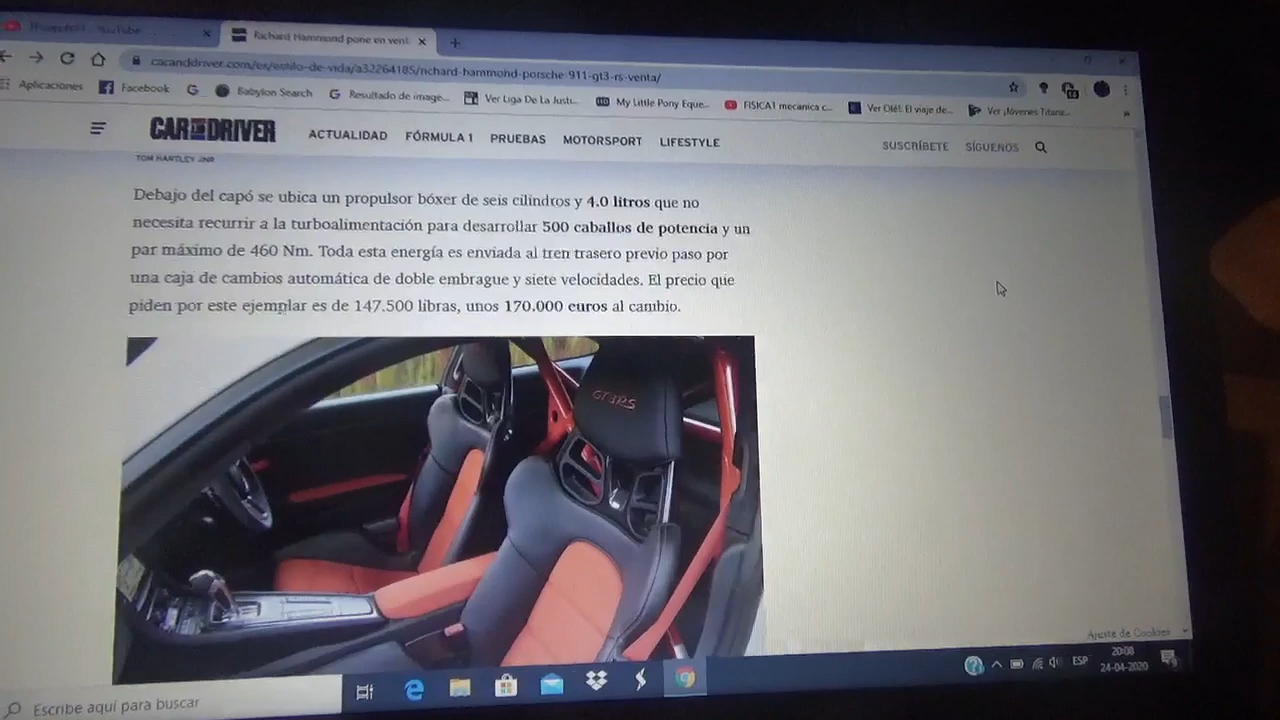 YouTube
Richard Hammond pone en vent
caranddriver.com/es/estilo-de-vida/a32264185/richard-hammond-porsche-911-gt3-rs-venta/
Aplicaciones Facebook Babylon Search Resultado de image... Ver Liga De La Justi... My Little Pony Eque... FISICA1 mecanica c... Ver Olé!. El viaje de... Ver ¡Jóvenes Titane... »
CAR AND DRIVER ACTUALIDAD FÓRMULA 1 PRUEBAS MOTORSPORT LIFESTYLE SUSCRÍBETE SÍGUENOS
TOM HARTLEY JNR
Debajo del capó se ubica un propulsor bóxer de seis cilindros y 4.0 litros que no
necesita recurrir a la turboalimentación para desarrollar 500 caballos de potencia y un
par máximo de 460 Nm. Toda esta energía es enviada al tren trasero previo paso por
una caja de cambios automática de doble embrague y siete velocidades. El precio que
piden por este ejemplar es de 147.500 libras, unos 170.000 euros al cambio.
GT3RS
Ajuste de Cookies
Escribe aquí para buscar
ESP
20:08
24-04-2020